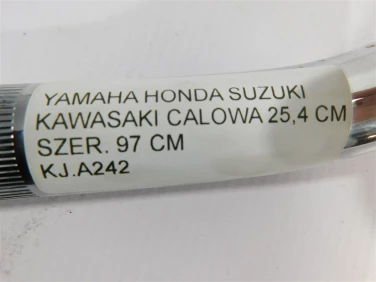 YAMAHA HONDA SUZUKI
KAWASAKI CALOWA 25,4 CM
SZER. 97 CM
KJ.A242